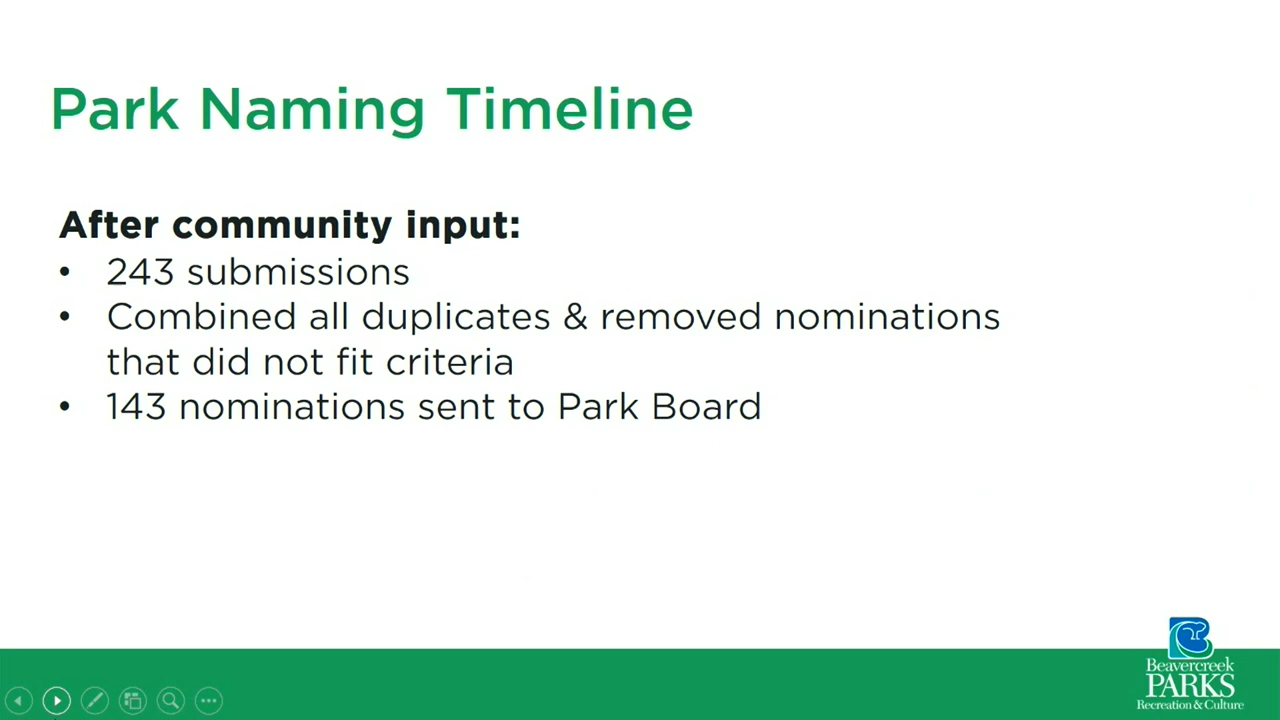 Park Naming Timeline
After community input:
• 243 submissions
• Combined all duplicates & removed nominations
that did not fit criteria
• 143 nominations sent to Park Board
Beavercreek
PARKS
Recreation & Culture